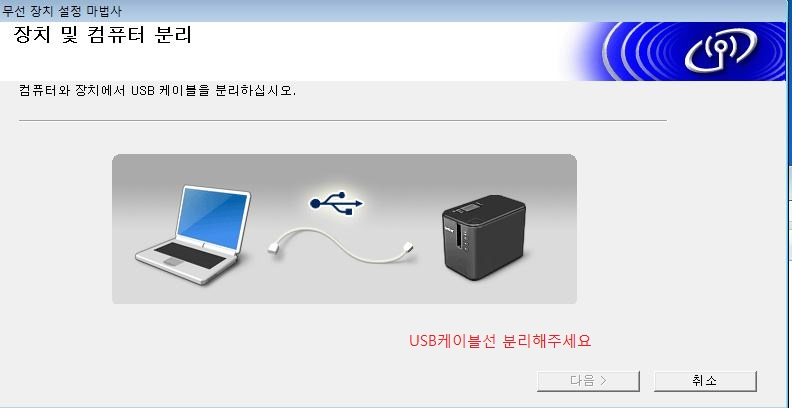 무선 장치 설정 마법사
장치 및 컴퓨터 분리
컴퓨터와 장치에서 USB 케이블을 분리하십시오.
USB케이블선 분리해주세요
다음 >
취소